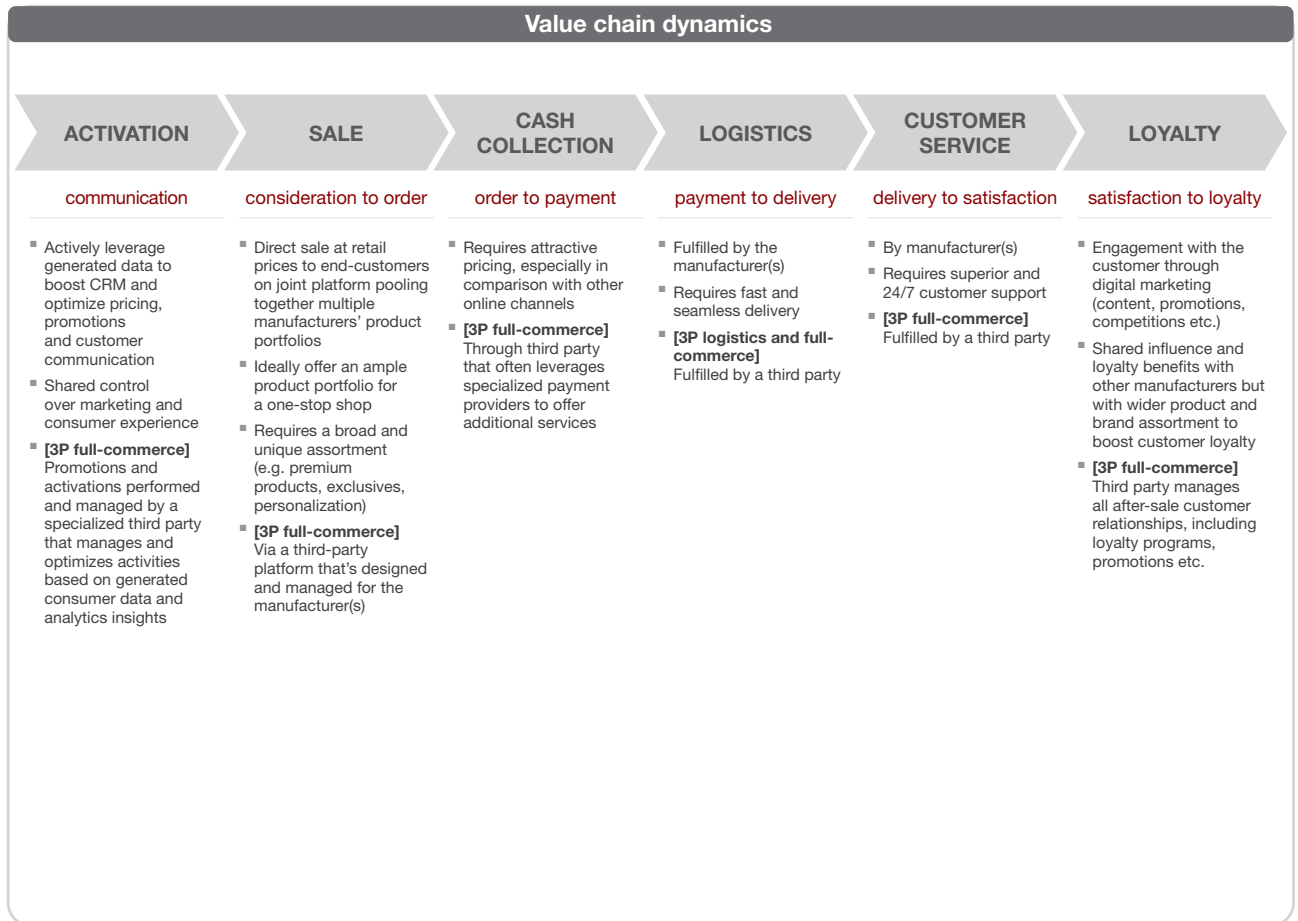 Value chain dynamics
ACTIVATION
SALE
CASH
COLLECTION
LOGISTICS
CUSTOMER
SERVICE
LOYALTY
communication
consideration to order
order to payment
payment to delivery
delivery to satisfaction
satisfaction to loyalty
Actively leverage
generated data to
boost CRM and
optimize pricing,
promotions
and customer
communication
Shared control
over marketing and
consumer experience
[3P full-commerce]
Promotions and
activations performed
and managed by a
specialized third party
that manages and
optimizes activities
based on generated
consumer data and
analytics insights
Direct sale at retail
prices to end-customers
on joint platform pooling
together multiple
manufacturers' product
portfolios
Ideally offer an ample
product portfolio for
a one-stop shop
Requires a broad and
unique assortment
(e.g. premium
products, exclusives,
personalization)
[3P full-commerce]
Via a third-party
platform that's designed
and managed for the
manufacturer(s)
Requires attractive
pricing, especially in
comparison with other
online channels
[3P full-commerce]
Through third party
that often leverages
specialized payment
providers to offer
additional services
Fulfilled by the
manufacturer(s)
Requires fast and
seamless delivery
[3P logistics and full-
commerce]
Fulfilled by a third party
By manufacturer(s)
Requires superior and
24/7 customer support
[3P full-commerce]
Fulfilled by a third party
Engagement with the
customer through
digital marketing
(content, promotions,
competitions etc.)
Shared influence and
loyalty benefits with
other manufacturers but
with wider product and
brand assortment to
boost customer loyalty
[3P full-commerce]
Third party manages
all after-sale customer
relationships, including
loyalty programs,
promotions etc.